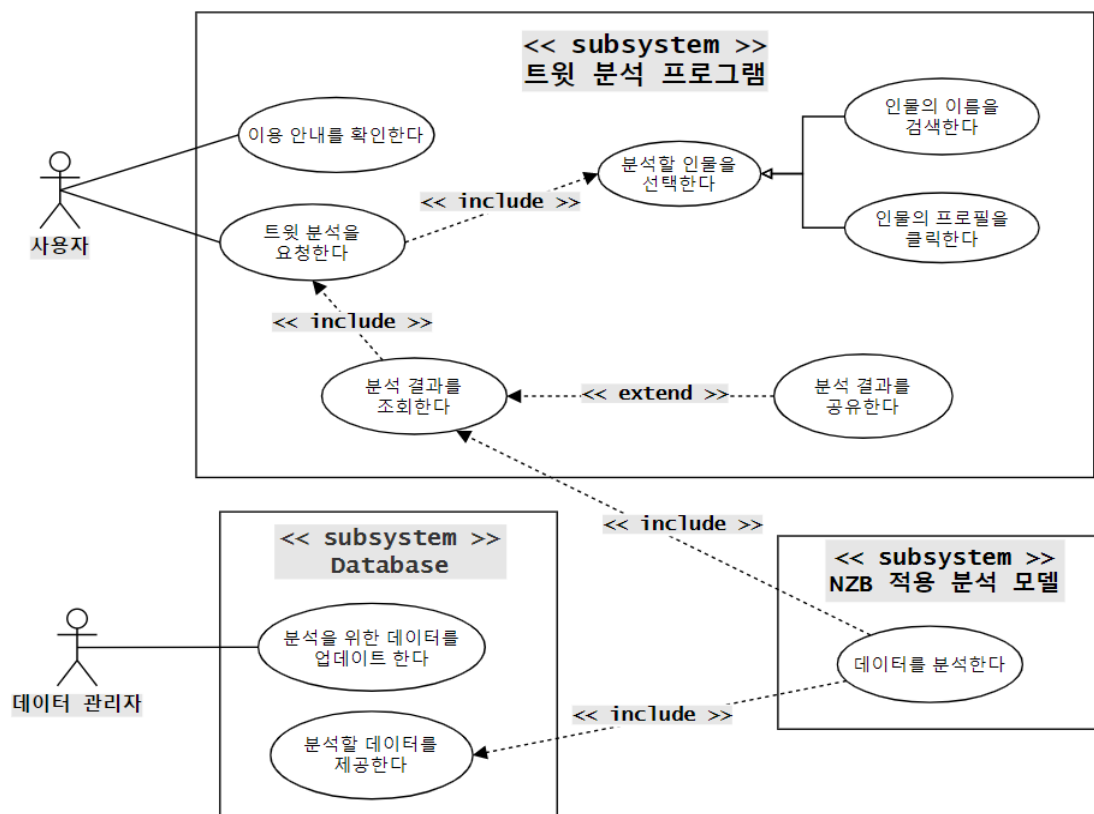 << subsystem >>
트윗 분석 프로그램
이용 안내를 확인한다
인물의 이름을
검색한다
분석할 인물을
선택한다
<< include >>
사용자
트윗 분석을
요청한다
인물의 프로필을
클릭한다
<< include >>
분석 결과를
조회한다
<< extend >>
분석 결과를
공유한다
<< include >>
<< subsystem >>
Database
<< subsystem >>
NZB 적용 분석 모델
분석을 위한 데이터를
업데이트 한다
데이터를 분석한다
데이터 관리자
<< include >>
분석할 데이터를
제공한다